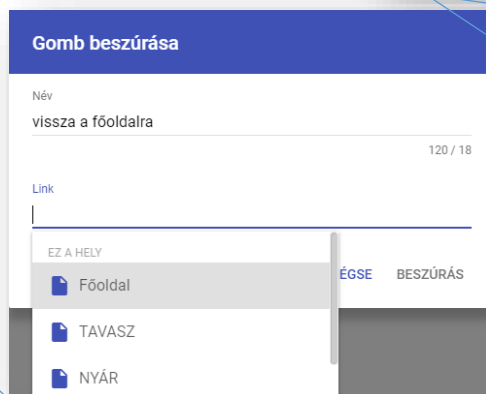 Gomb beszúrása
Név
vissza a főoldalra
120 / 18
Link
EZ A HELY
ÉGSE BESZÚRÁS
Főoldal
TAVASZ
NYÁR